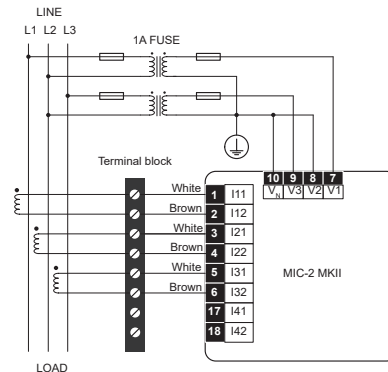 LINE
L1 L2 L3
1A FUSE
Terminal block
10 9 8 7
VN V3 V2 V1
White 1 I11
Brown 2 I12
White 3 I21
Brown 4 I22
White 5 I31
Brown 6 I32
17 I41
18 I42
MIC-2 MKII
LOAD